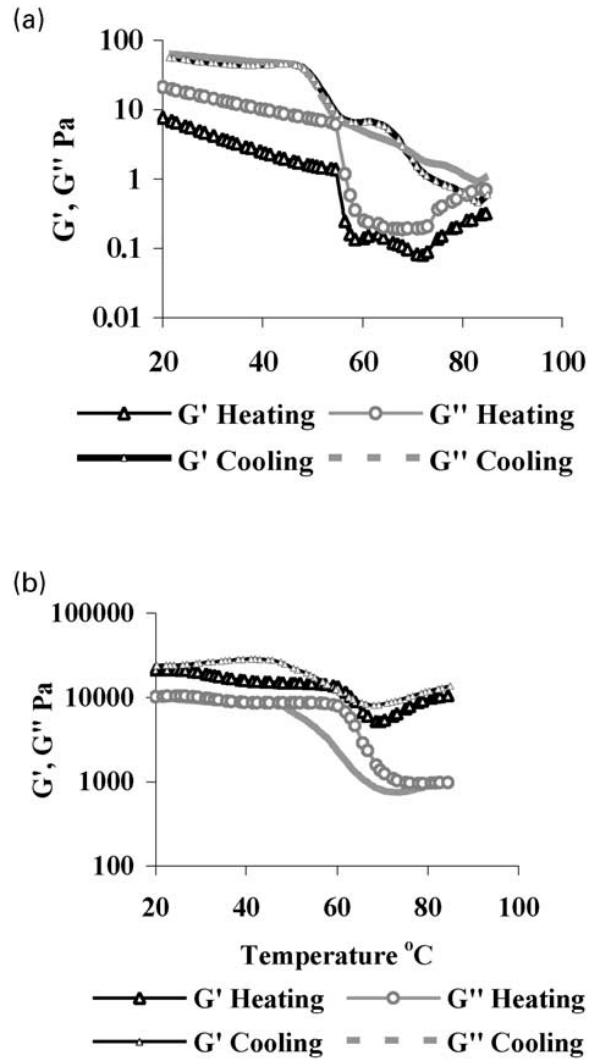 (a)
100
10
1
0.1
0.01
G', G'' Pa
20 40 60 80 100
G' Heating G'' Heating
G' Cooling G'' Cooling
(b)
100000
10000
1000
100
G', G'' Pa
20 40 60 80 100
Temperature °C
G' Heating G'' Heating
G' Cooling G'' Cooling